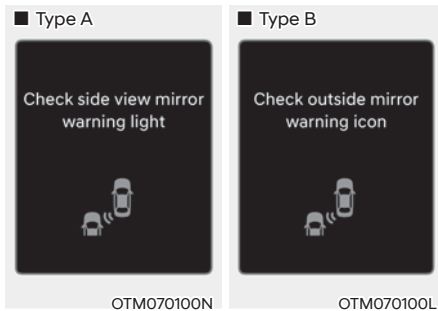 ■ Type A
Check side view mirror
warning light
OTM070100N
■ Type B
Check outside mirror
warning icon
OTM070100L